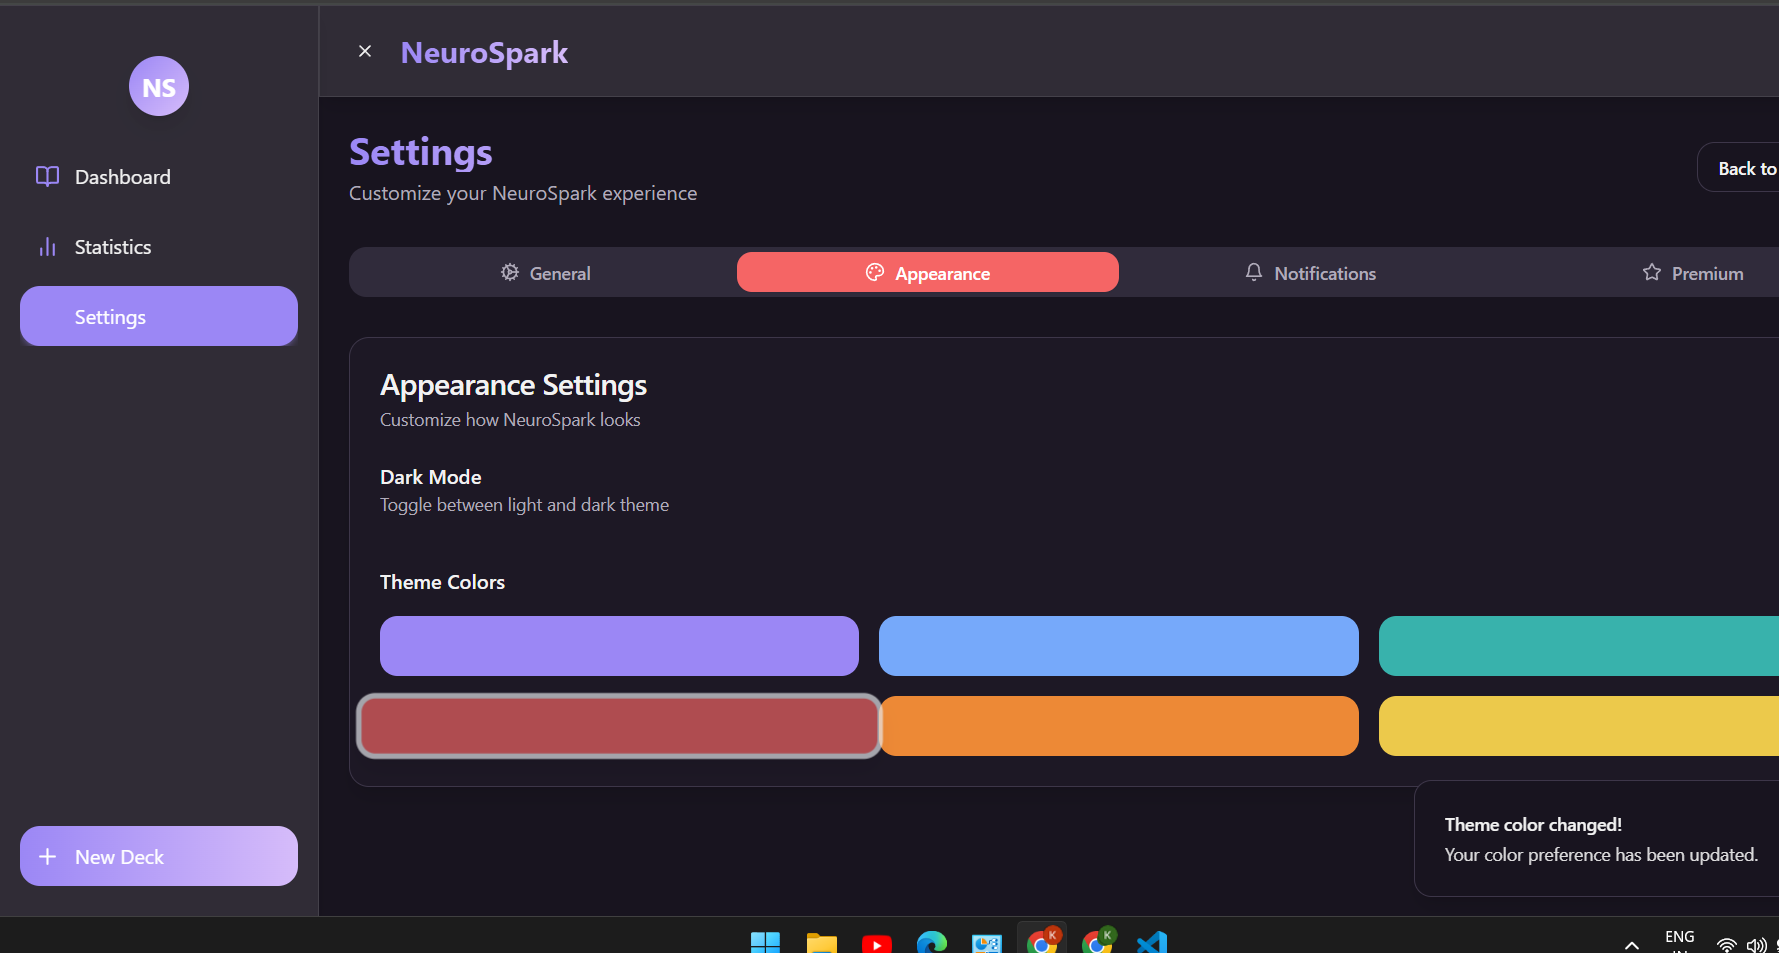 NeuroSpark
NS
Dashboard
Statistics
Settings
New Deck
Settings
Customize your NeuroSpark experience
Back to
General
Appearance
Notifications
Premium
Appearance Settings
Customize how NeuroSpark looks
Dark Mode
Toggle between light and dark theme
Theme Colors
Theme color changed!
Your color preference has been updated.
K
K
ENG